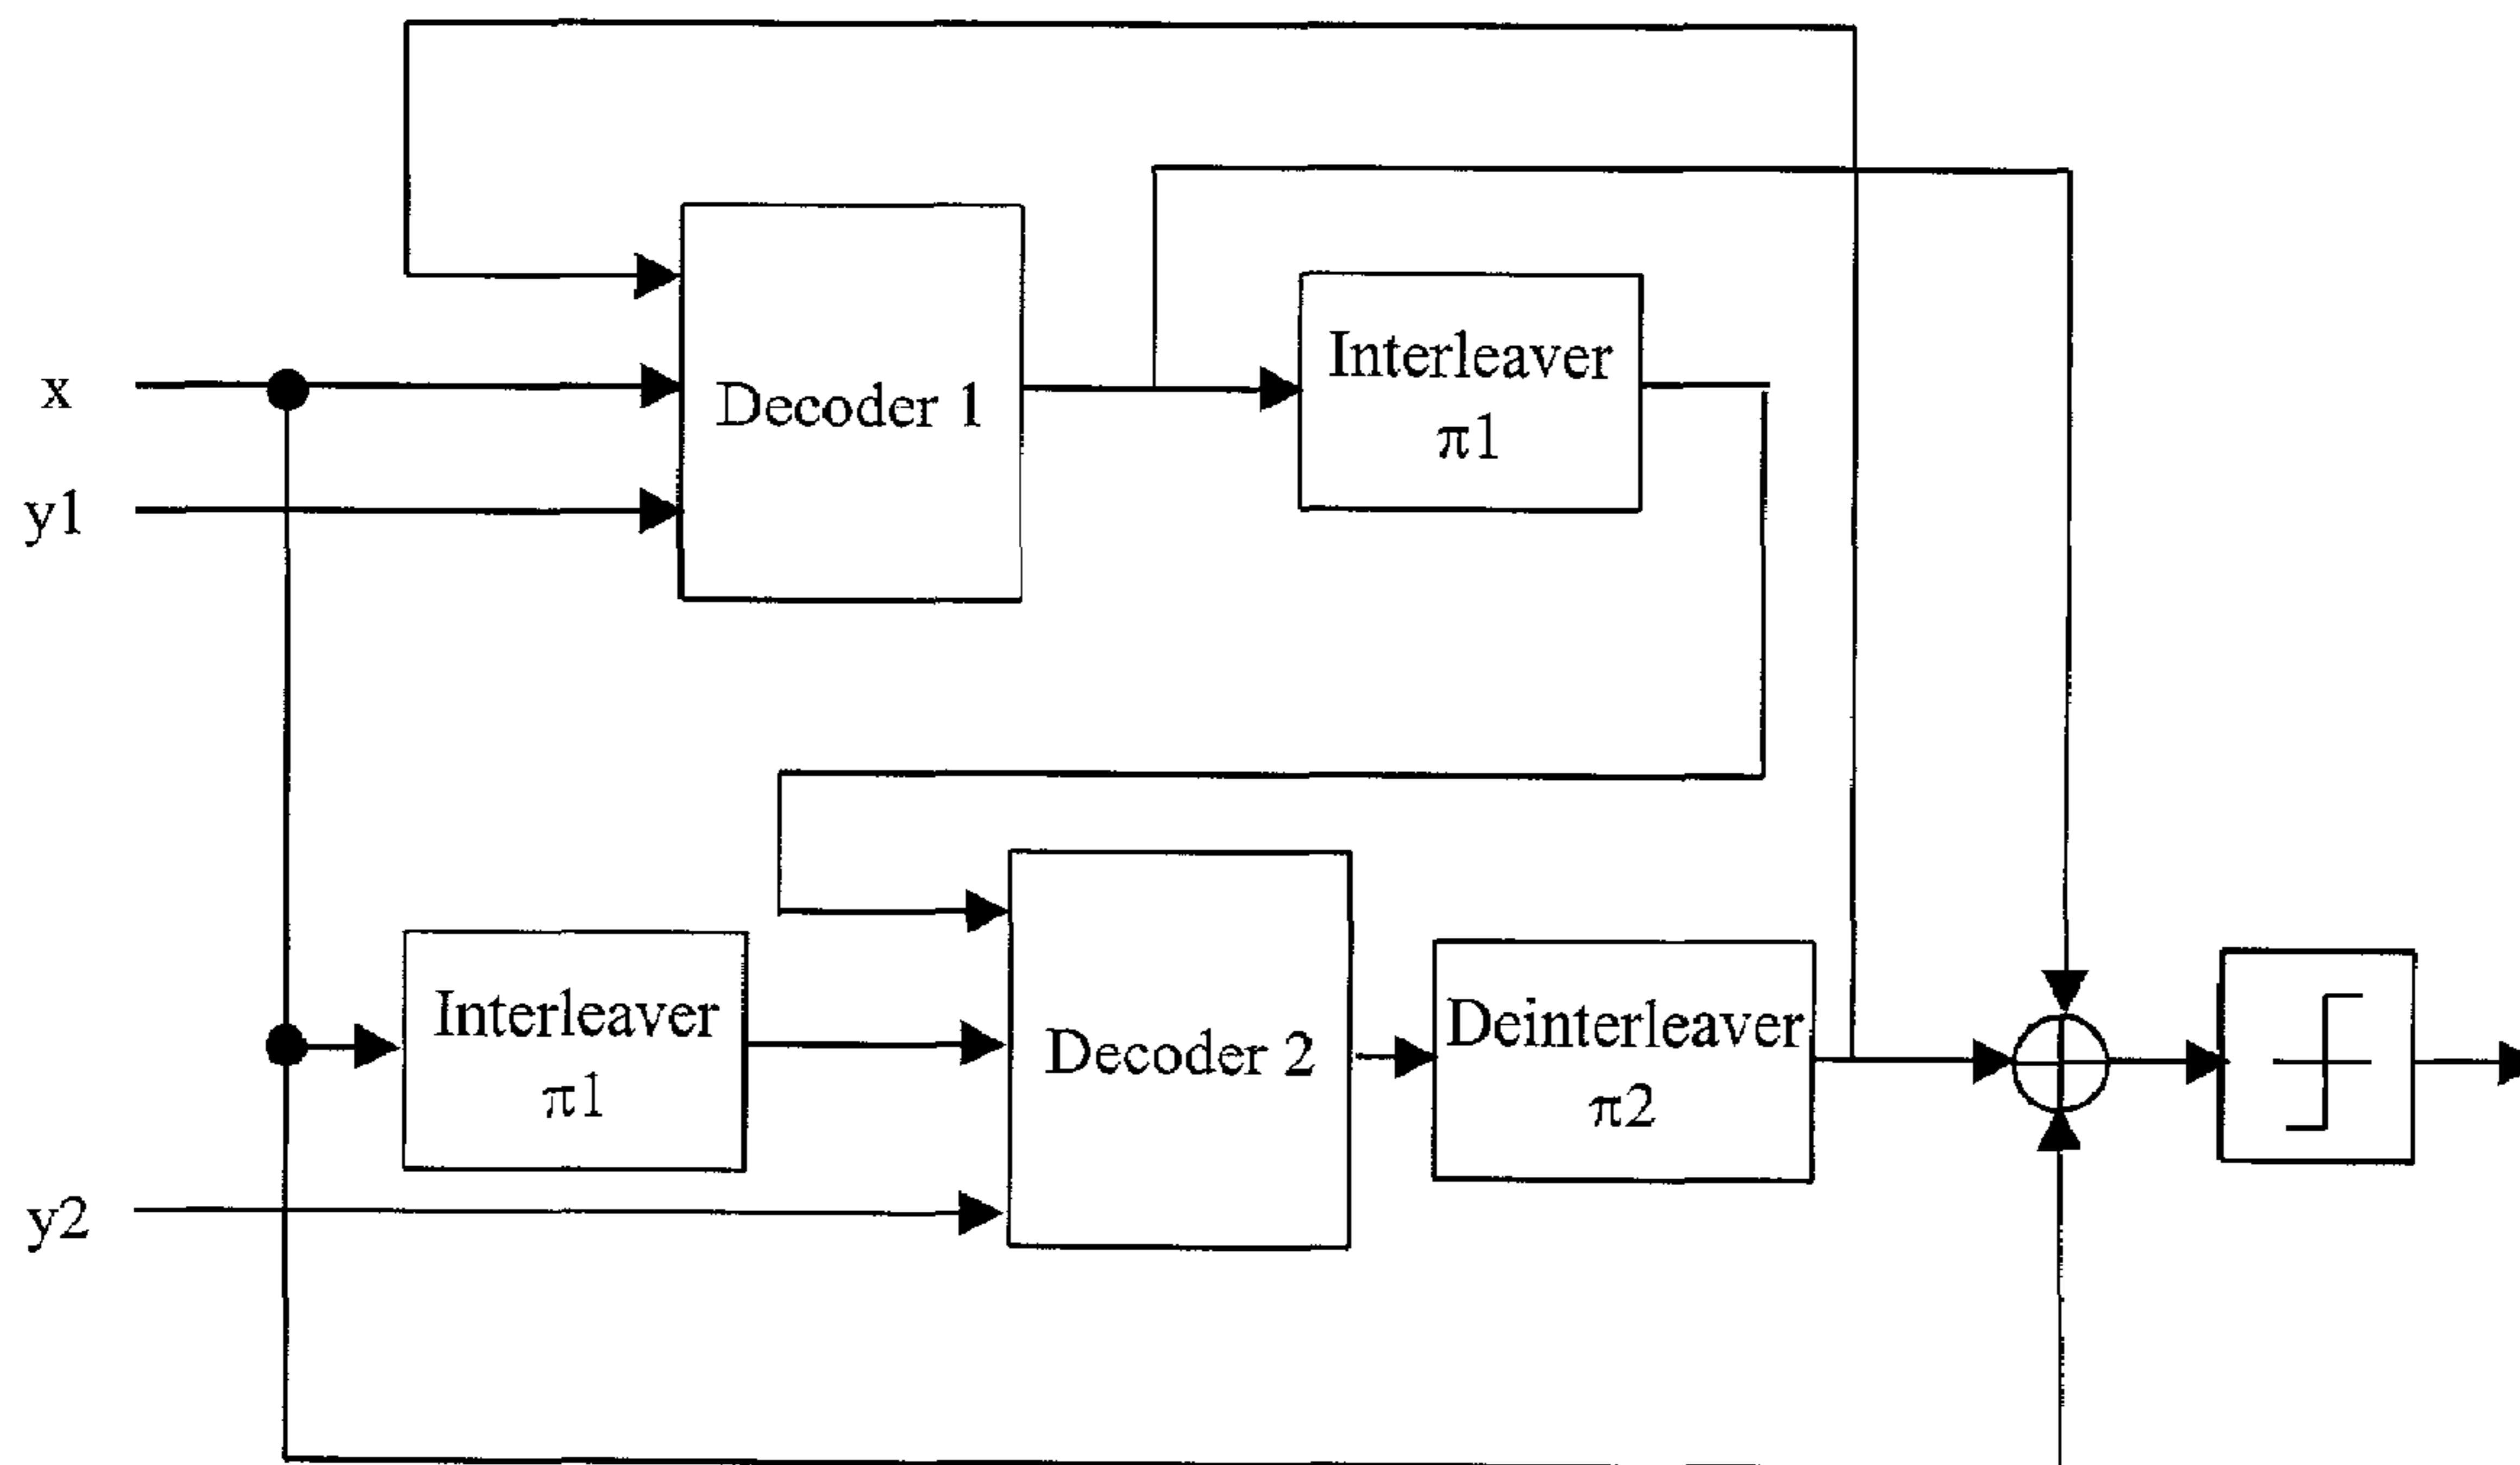 x
y1
Decoder 1
Interleaver
π1
Interleaver
π1
Decoder 2
Deinterleaver
π2
y2